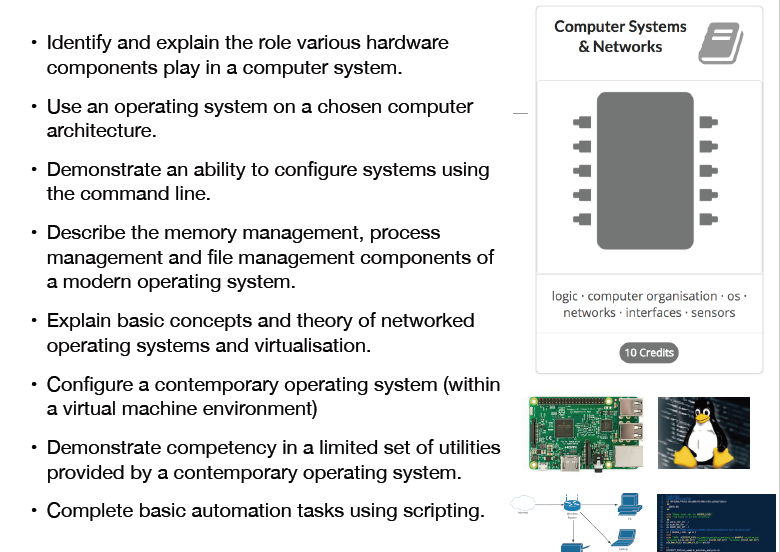 • Identify and explain the role various hardware
components play in a computer system.
• Use an operating system on a chosen computer
architecture.
• Demonstrate an ability to configure systems using
the command line.
• Describe the memory management, process
management and file management components of
a modern operating system.
• Explain basic concepts and theory of networked
operating systems and virtualisation.
• Configure a contemporary operating system (within
a virtual machine environment)
• Demonstrate competency in a limited set of utilities
provided by a contemporary operating system.
• Complete basic automation tasks using scripting.
Computer Systems
& Networks
logic · computer organisation · os ·
networks · interfaces · sensors
10 Credits